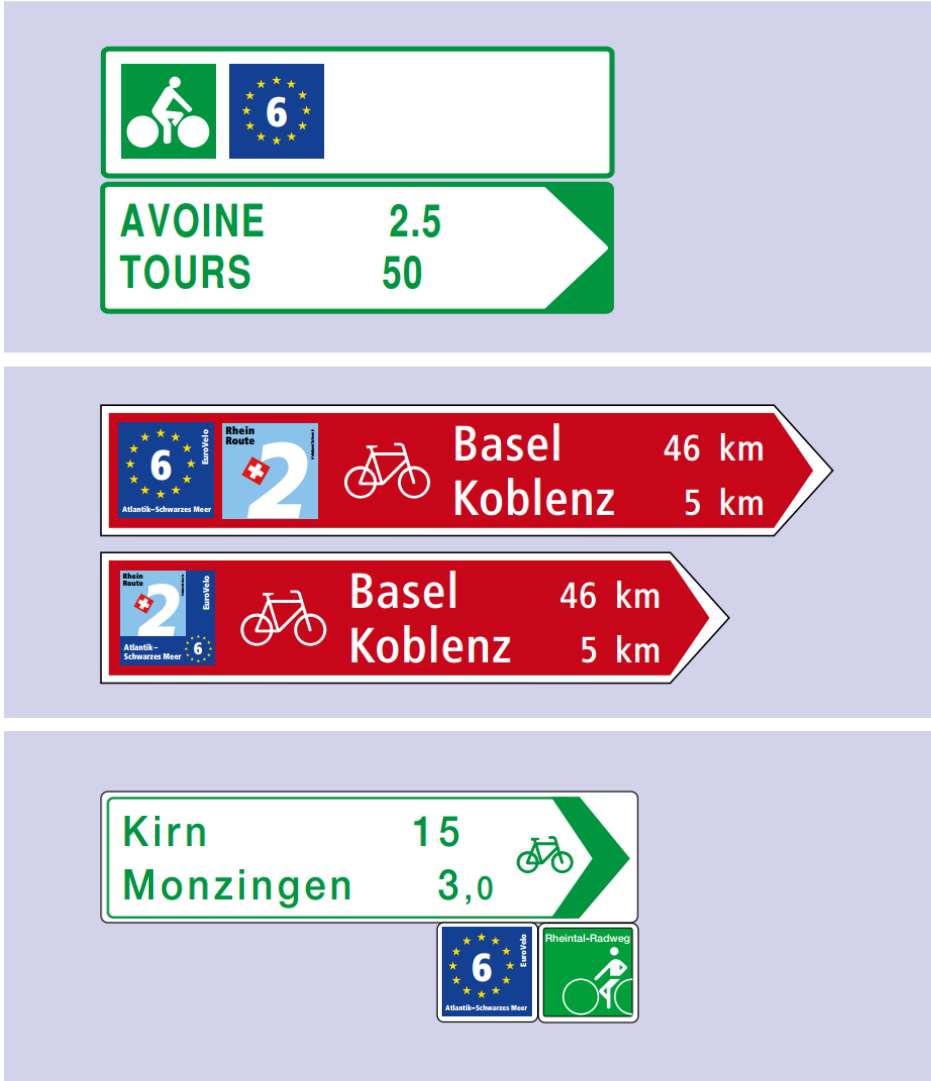 6
AVOINE 2.5
TOURS 50
6
EuroVelo
Atlantik–Schwarzes Meer
Rhein
Route
2
Basel 46 km
Koblenz 5 km
Rhein
Route
2
EuroVelo
Atlantik–
Schwarzes Meer
6
Basel 46 km
Koblenz 5 km
Kirn 15
Monzingen 3,0
6
EuroVelo
Atlantik–Schwarzes Meer
Rheintal-Radweg